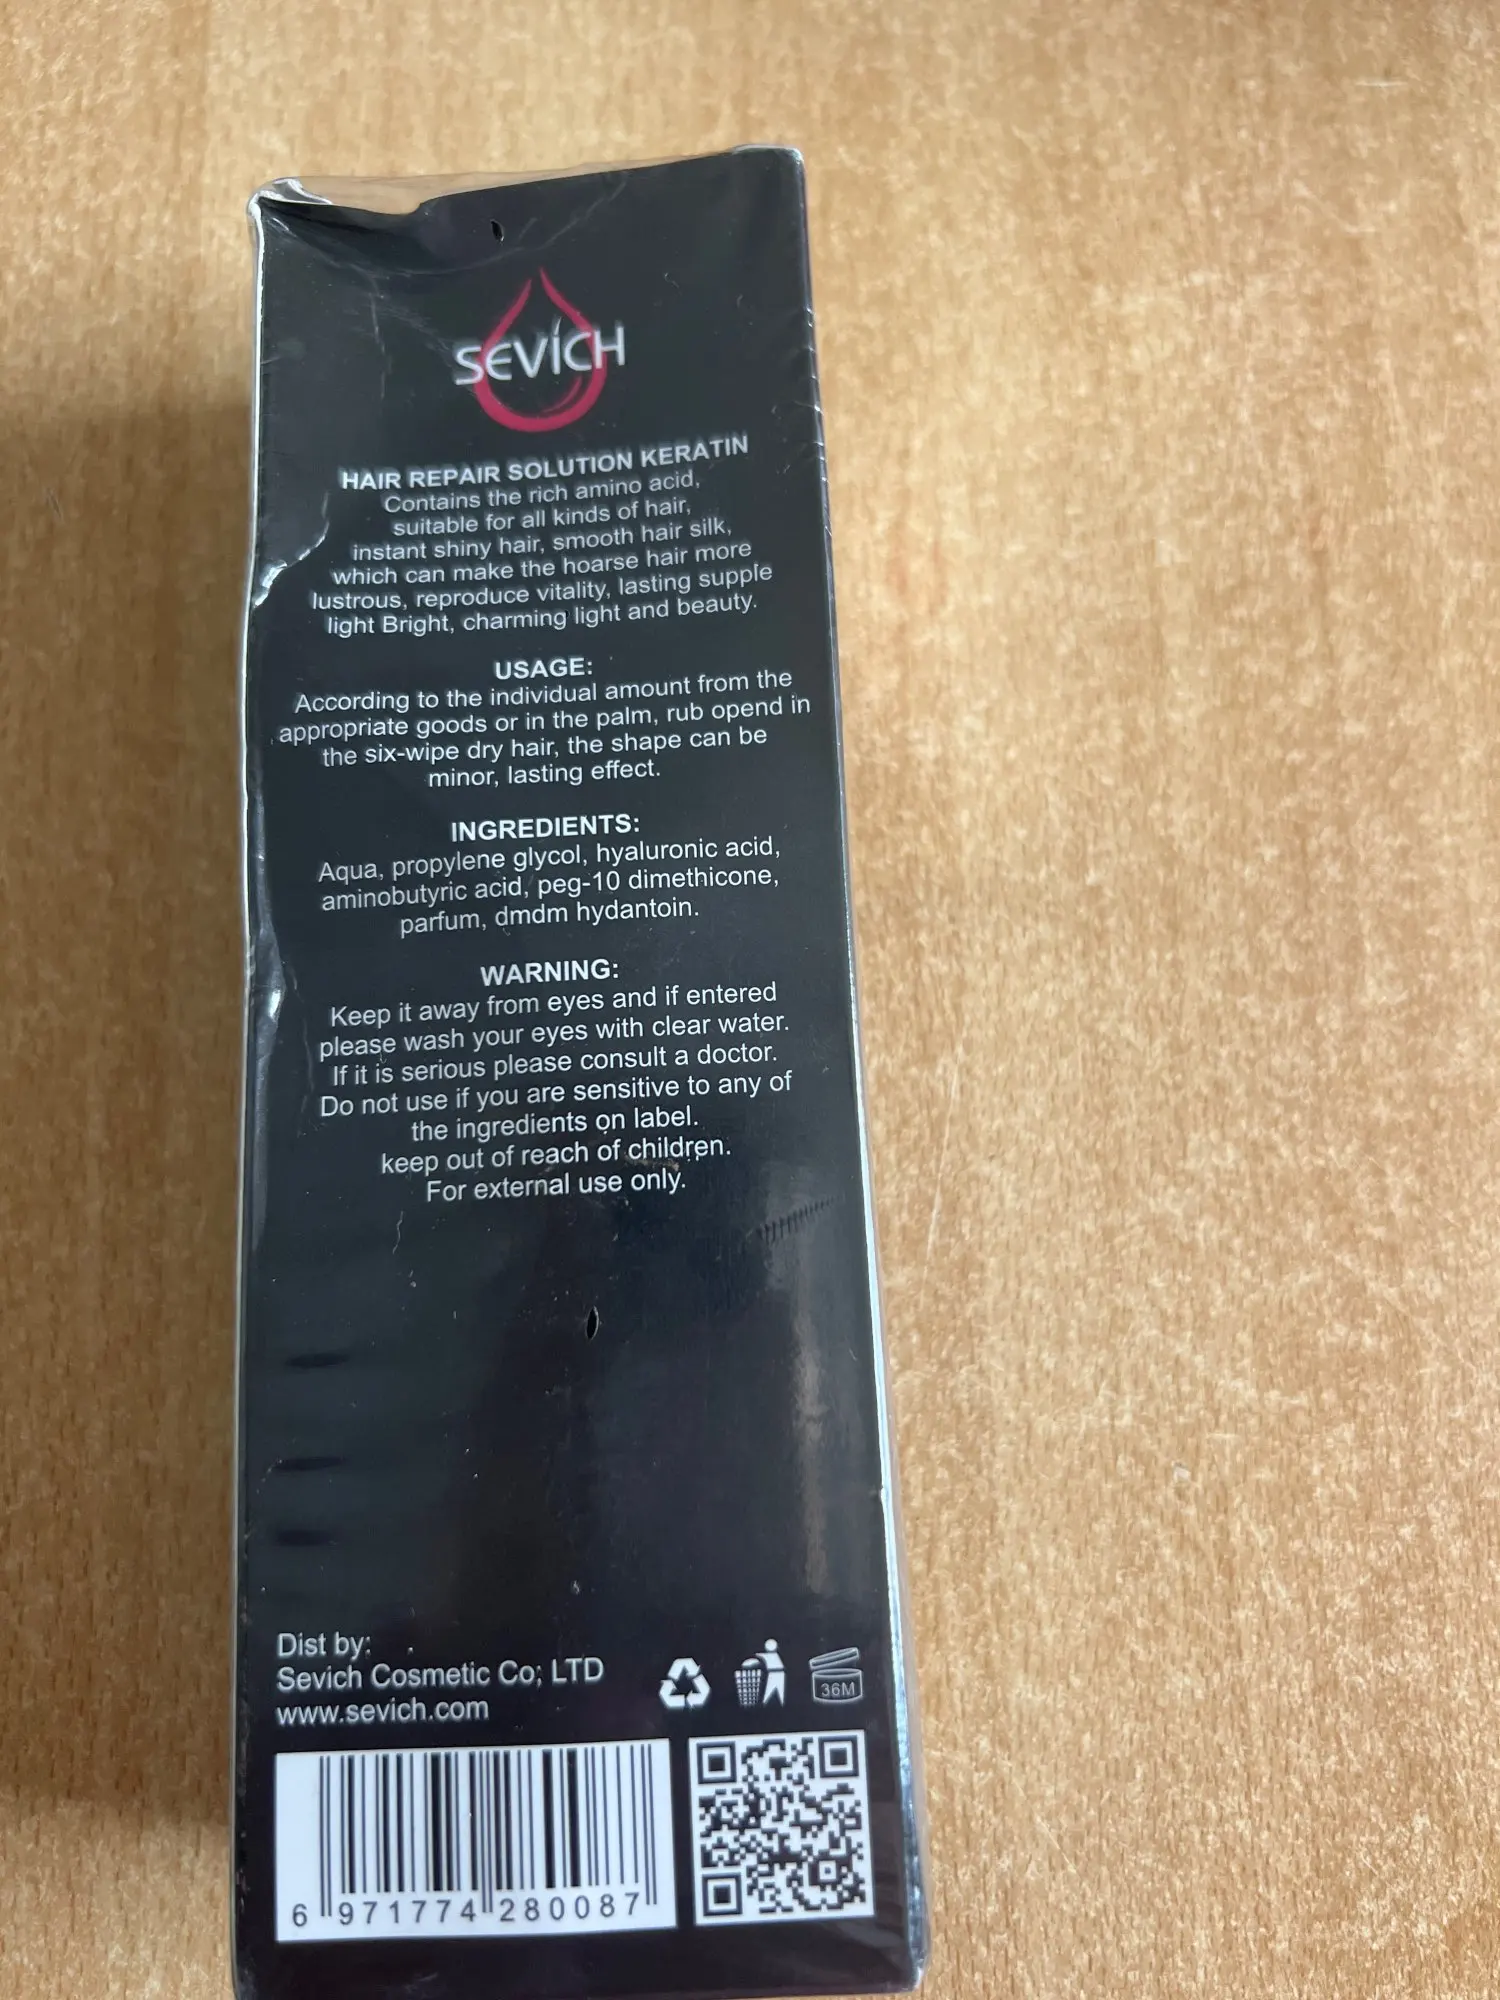 SEVICH
HAIR REPAIR SOLUTION KERATIN
Contains the rich amino acid,
suitable for all kinds of hair,
instant shiny hair, smooth hair silk,
which can make the hoarse hair more
lustrous, reproduce vitality, lasting supple
light Bright, charming light and beauty.
USAGE:
According to the individual amount from the
appropriate goods or in the palm, rub opend in
the six-wipe dry hair, the shape can be
minor, lasting effect.
INGREDIENTS:
Aqua, propylene glycol, hyaluronic acid,
aminobutyric acid, peg-10 dimethicone,
parfum, dmdm hydantoin.
WARNING:
Keep it away from eyes and if entered
please wash your eyes with clear water.
If it is serious please consult a doctor.
Do not use if you are sensitive to any of
the ingredients on label.
keep out of reach of children.
For external use only.
Dist by:
Sevich Cosmetic Co; LTD
www.sevich.com
36M
6 971774 280087